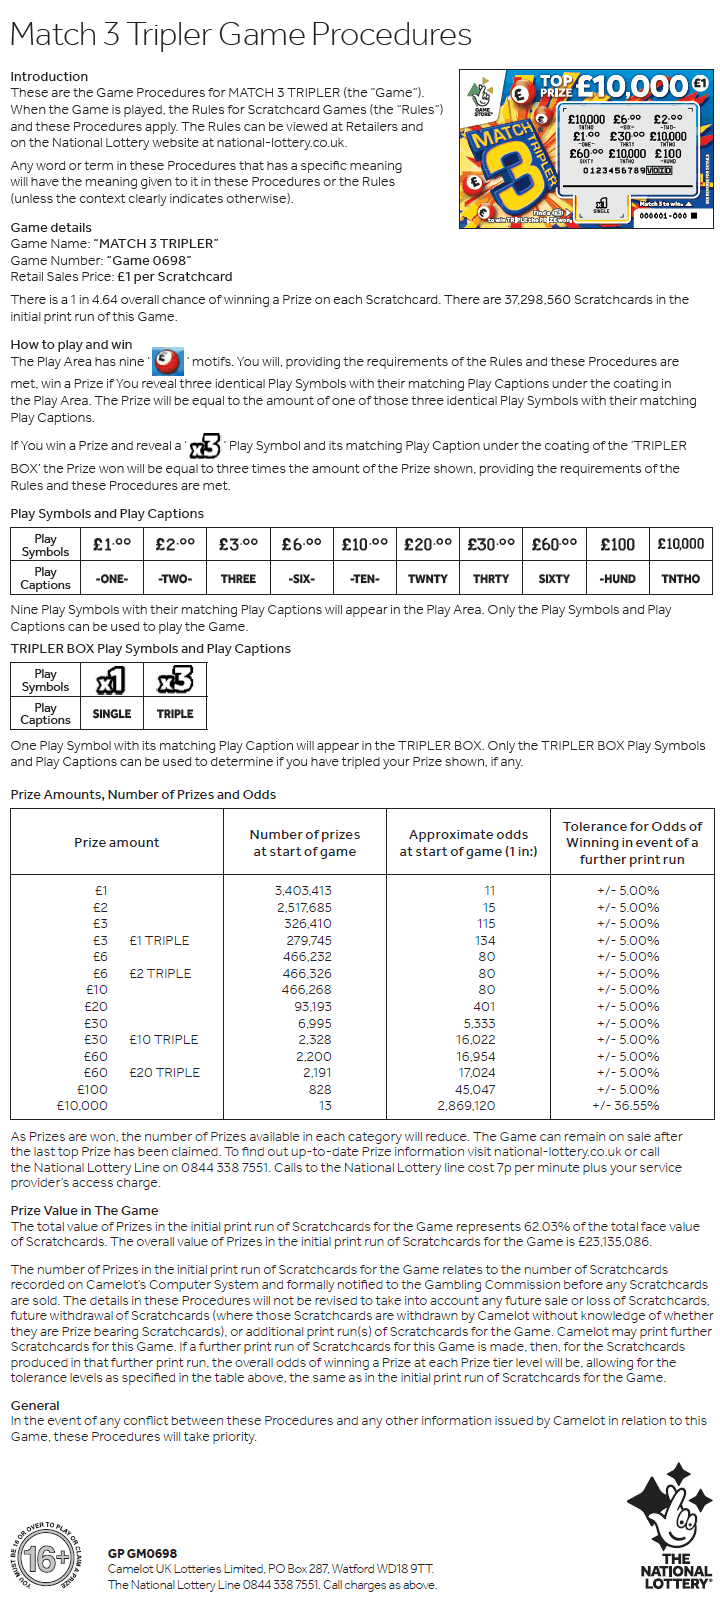 Match 3 Tripler Game Procedures
Introduction
These are the Game Procedures for MATCH 3 TRIPLER (the “Game”).
When the Game is played, the Rules for Scratchcard Games (the “Rules”)
and these Procedures apply. The Rules can be viewed at Retailers and
on the National Lottery website at national-lottery.co.uk.
Any word or term in these Procedures that has a specific meaning
will have the meaning given to it in these Procedures or the Rules
(unless the context clearly indicates otherwise).
GAME STORE
TOP PRIZE £10,000 £1
MATCH 3 TRIPLER
£10,000 £6.00 £2.00
TNTHO -SIX- -TWO-
£1.00 £30.00 £10,000
-ONE- THRTY TNTHO
£60.00 £10,000 £100
SIXTY TNTHO -HUND
0123456789 VOID
x1
SINGLE
Match 3 to win.
Find a x3
to win TRIPLE the PRIZE won
000001-000
Game details
Game Name: “MATCH 3 TRIPLER”
Game Number: “Game 0698”
Retail Sales Price: £1 per Scratchcard
There is a 1 in 4.64 overall chance of winning a Prize on each Scratchcard. There are 37,298,560 Scratchcards in the
initial print run of this Game.
How to play and win
The Play Area has nine ‘ £ ’ motifs. You will, providing the requirements of the Rules and these Procedures are
met, win a Prize if You reveal three identical Play Symbols with their matching Play Captions under the coating in
the Play Area. The Prize will be equal to the amount of one of those three identical Play Symbols with their matching
Play Captions.
If You win a Prize and reveal a ‘ x3 ’ Play Symbol and its matching Play Caption under the coating of the ‘TRIPLER
BOX’ the Prize won will be equal to three times the amount of the Prize shown, providing the requirements of the
Rules and these Procedures are met.
Play Symbols and Play Captions
Play Symbols £1.00 £2.00 £3.00 £6.00 £10.00 £20.00 £30.00 £60.00 £100 £10,000
Play Captions -ONE- -TWO- THREE -SIX- -TEN- TWNTY THRTY SIXTY -HUND TNTHO
Nine Play Symbols with their matching Play Captions will appear in the Play Area. Only the Play Symbols and Play
Captions can be used to play the Game.
TRIPLER BOX Play Symbols and Play Captions
Play Symbols x1 x3
Play Captions SINGLE TRIPLE
One Play Symbol with its matching Play Caption will appear in the TRIPLER BOX. Only the TRIPLER BOX Play Symbols
and Play Captions can be used to determine if you have tripled your Prize shown, if any.
Prize Amounts, Number of Prizes and Odds
Prize amount Number of prizes at start of game Approximate odds at start of game (1 in:) Tolerance for Odds of Winning in event of a further print run
£1 3,403,413 11 +/- 5.00%
£2 2,517,685 15 +/- 5.00%
£3 326,410 115 +/- 5.00%
£3 £1 TRIPLE 279,745 134 +/- 5.00%
£6 466,232 80 +/- 5.00%
£6 £2 TRIPLE 466,326 80 +/- 5.00%
£10 466,268 80 +/- 5.00%
£20 93,193 401 +/- 5.00%
£30 6,995 5,333 +/- 5.00%
£30 £10 TRIPLE 2,328 16,022 +/- 5.00%
£60 2,200 16,954 +/- 5.00%
£60 £20 TRIPLE 2,191 17,024 +/- 5.00%
£100 828 45,047 +/- 5.00%
£10,000 13 2,869,120 +/- 36.55%
As Prizes are won, the number of Prizes available in each category will reduce. The Game can remain on sale after
the last top Prize has been claimed. To find out up-to-date Prize information visit national-lottery.co.uk or call
the National Lottery Line on 0844 338 7551. Calls to the National Lottery line cost 7p per minute plus your service
provider’s access charge.
Prize Value in The Game
The total value of Prizes in the initial print run of Scratchcards for the Game represents 62.03% of the total face value
of Scratchcards. The overall value of Prizes in the initial print run of Scratchcards for the Game is £23,135,086.
The number of Prizes in the initial print run of Scratchcards for the Game relates to the number of Scratchcards
recorded on Camelot’s Computer System and formally notified to the Gambling Commission before any Scratchcards
are sold. The details in these Procedures will not be revised to take into account any future sale or loss of Scratchcards,
future withdrawal of Scratchcards (where those Scratchcards are withdrawn by Camelot without knowledge of whether
they are Prize bearing Scratchcards), or additional print run(s) of Scratchcards for the Game. Camelot may print further
Scratchcards for this Game. If a further print run of Scratchcards for this Game is made, then, for the Scratchcards
produced in that further print run, the overall odds of winning a Prize at each Prize tier level will be, allowing for the
tolerance levels as specified in the table above, the same as in the initial print run of Scratchcards for the Game.
General
In the event of any conflict between these Procedures and any other information issued by Camelot in relation to this
Game, these Procedures will take priority.
YOU MUST BE 16 OR OVER TO PLAY OR CLAIM A PRIZE
16+
GP GM0698
Camelot UK Lotteries Limited, PO Box 287, Watford WD18 9TT.
The National Lottery Line 0844 338 7551. Call charges as above.
THE
NATIONAL
LOTTERY®